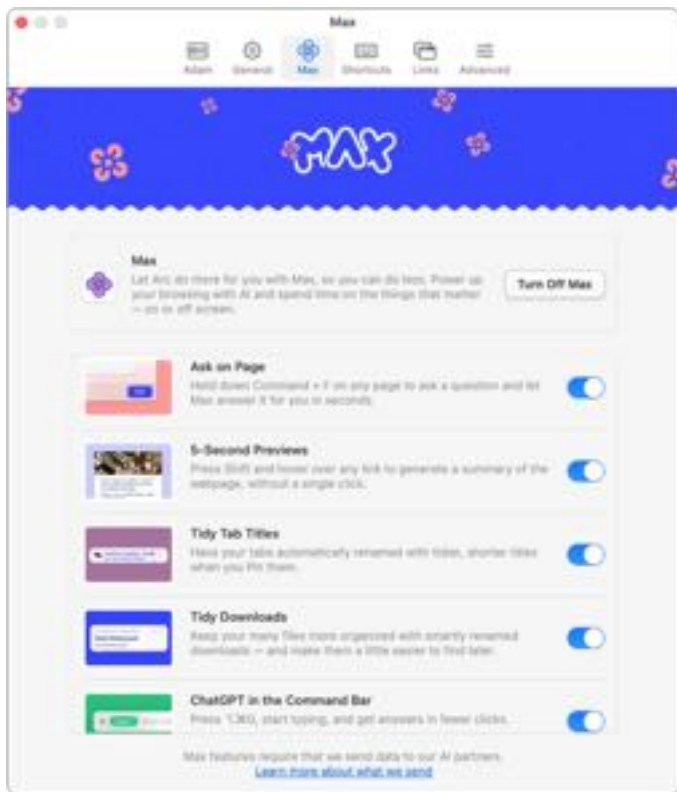 Max
Adam General Max Shortcuts Links Advanced
MAX
Max
Let Arc do more for you with Max, so you can do less. Power up
your browsing with AI and spend time on the things that matter
— on or off screen.
Turn Off Max
Ask on Page
Hold down Command + F on any page to ask a question and let
Max answer it for you in seconds.
5-Second Previews
Press Shift and hover over any link to generate a summary of the
webpage, without a single click.
Tidy Tab Titles
Have your tabs automatically renamed with tidier, shorter titles
when you Pin them.
Tidy Downloads
Keep your many files more organized with smartly renamed
downloads — and make them a little easier to find later.
ChatGPT in the Command Bar
Press start typing, and get answers in fewer clicks.
Max features require that we send data to our AI partners.
Learn more about what we send